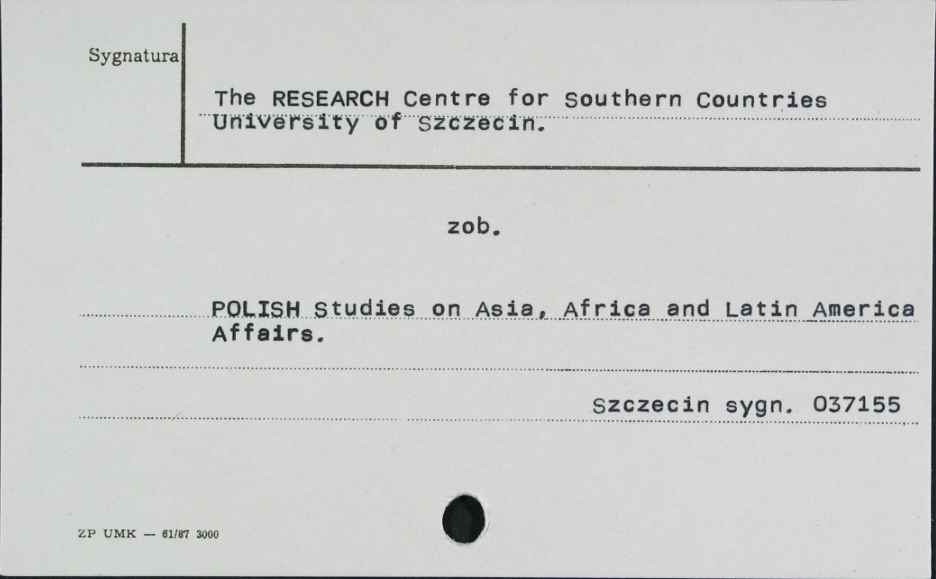 Sygnatura
The RESEARCH Centre for Southern Countries
University of Szczecin.
zob.
POLISH Studies on Asia, Africa and Latin America
Affairs.
Szczecin sygn. 037155
ZP UMK — 61/87 3000